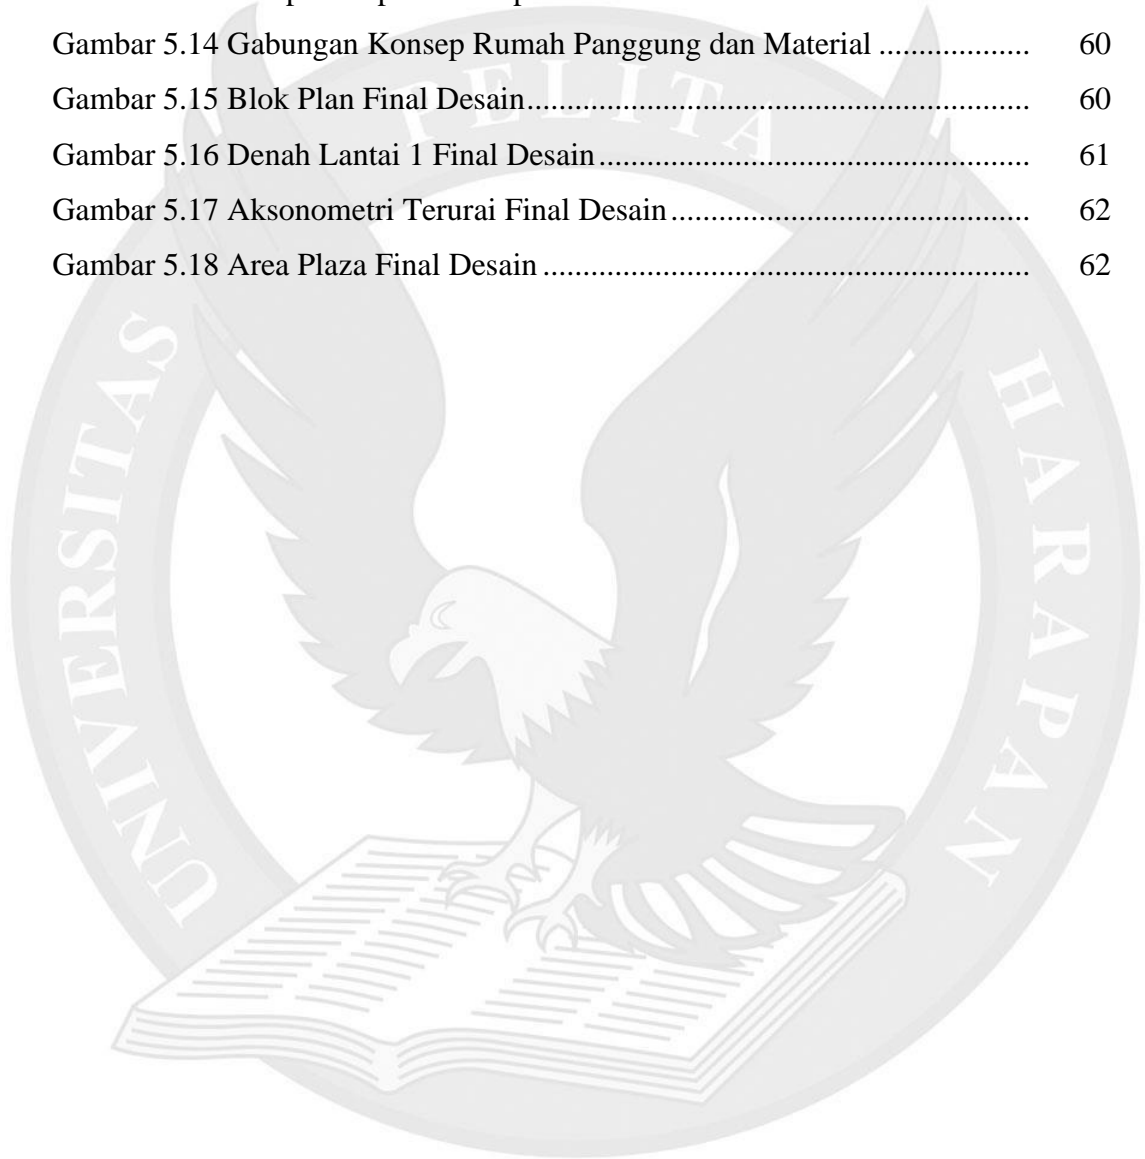 Gambar 5.14 Gabungan Konsep Rumah Panggung dan Material ................... 60
Gambar 5.15 Blok Plan Final Desain................................................................ 60
Gambar 5.16 Denah Lantai 1 Final Desain....................................................... 61
Gambar 5.17 Aksonometri Terurai Final Desain.............................................. 62
Gambar 5.18 Area Plaza Final Desain.............................................................. 62
UNIVERSITAS PELITA HARAPAN